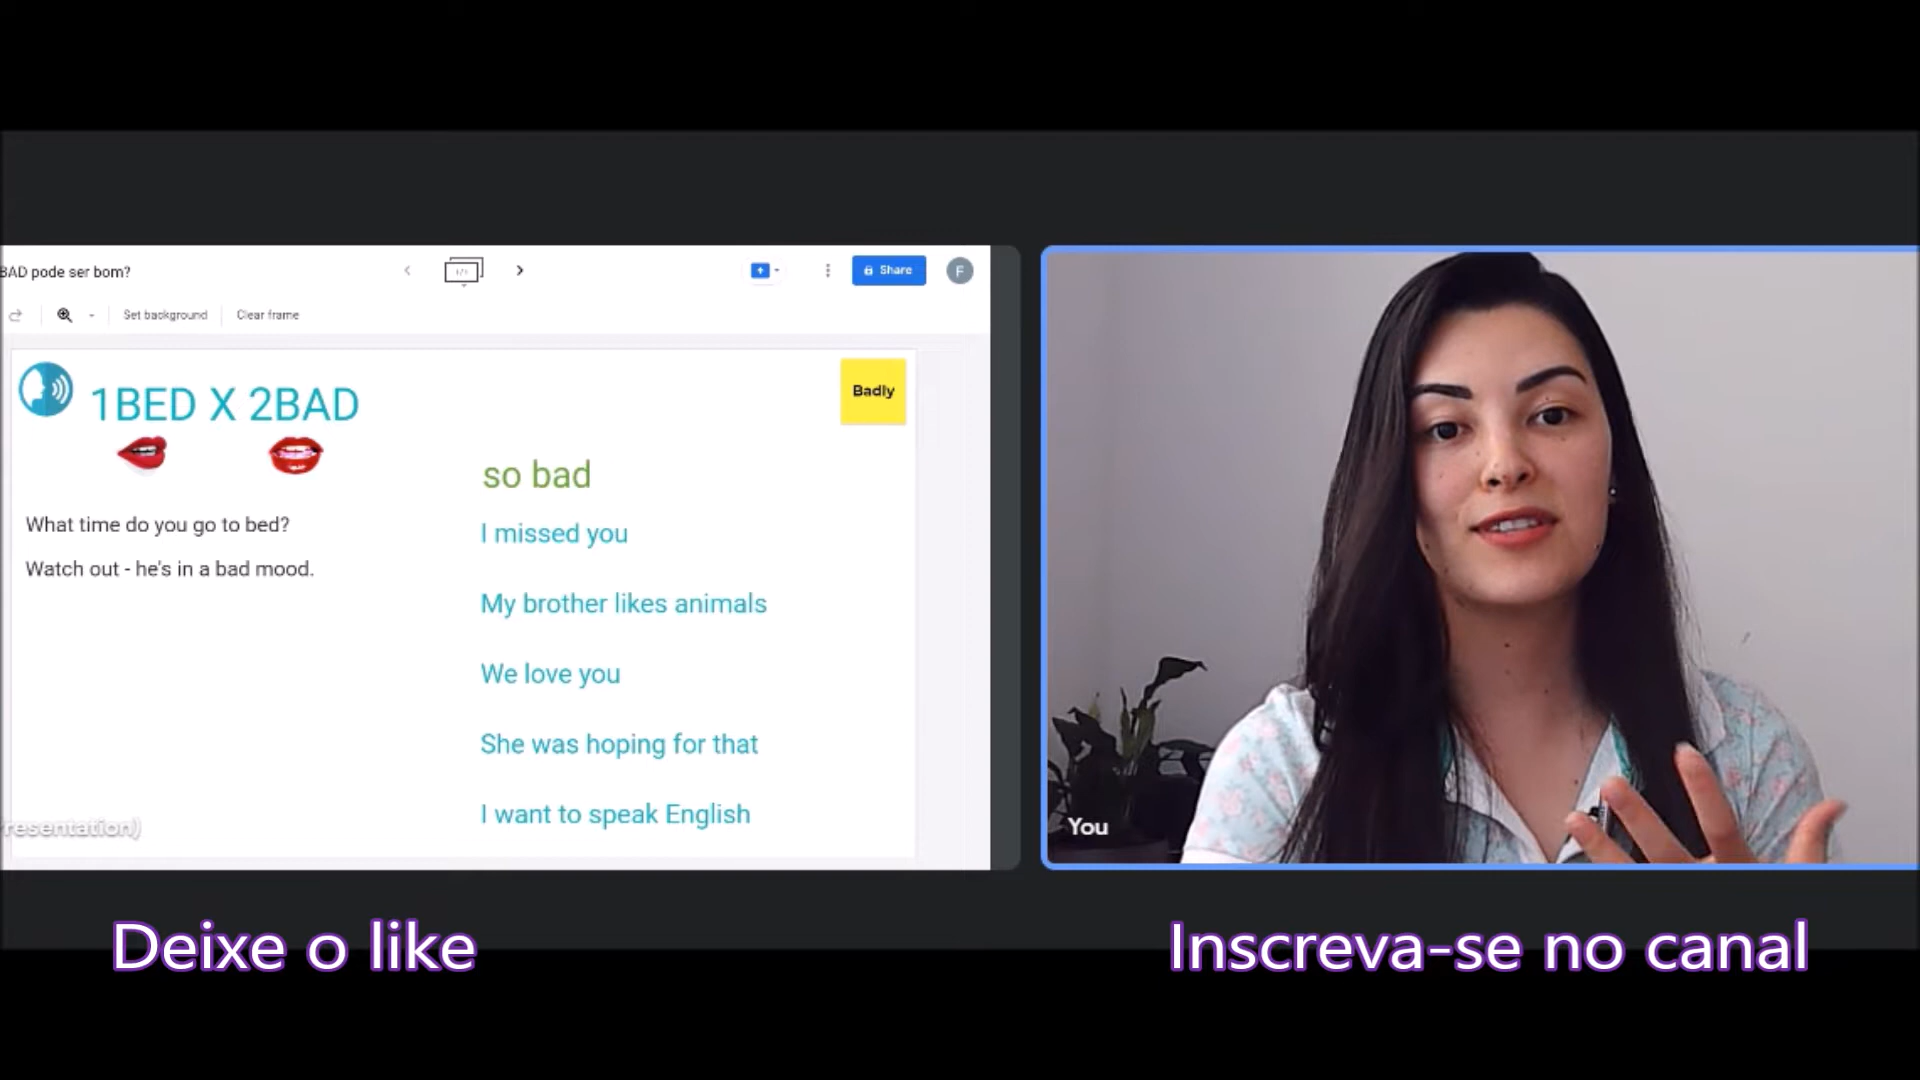 BAD pode ser bom?
1/1
Share
F
Set background
Clear frame
1BED X 2BAD
Badly
so bad
What time do you go to bed?
Watch out - he's in a bad mood.
I missed you
My brother likes animals
We love you
She was hoping for that
I want to speak English
resentation)
You
Deixe o like
Inscreva-se no canal